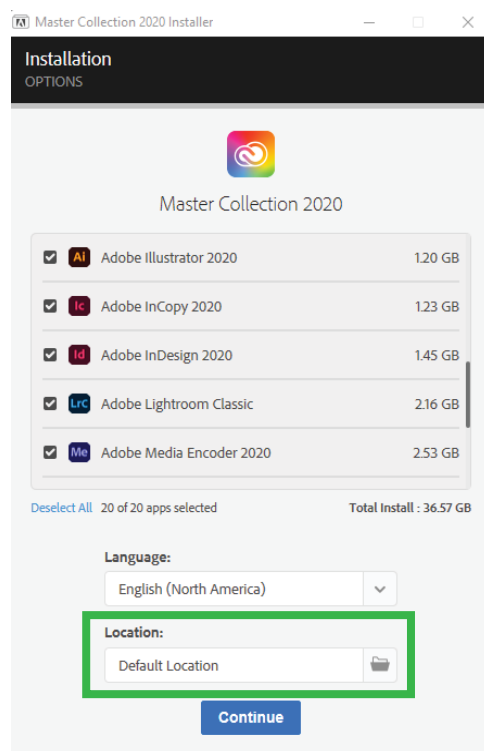 Master Collection 2020 Installer
Installation
OPTIONS
Master Collection 2020
Ai Adobe Illustrator 2020 1.20 GB
Ic Adobe InCopy 2020 1.23 GB
Id Adobe InDesign 2020 1.45 GB
LrC Adobe Lightroom Classic 2.16 GB
Me Adobe Media Encoder 2020 2.53 GB
Deselect All 20 of 20 apps selected Total Install : 36.57 GB
Language:
English (North America)
Location:
Default Location
Continue